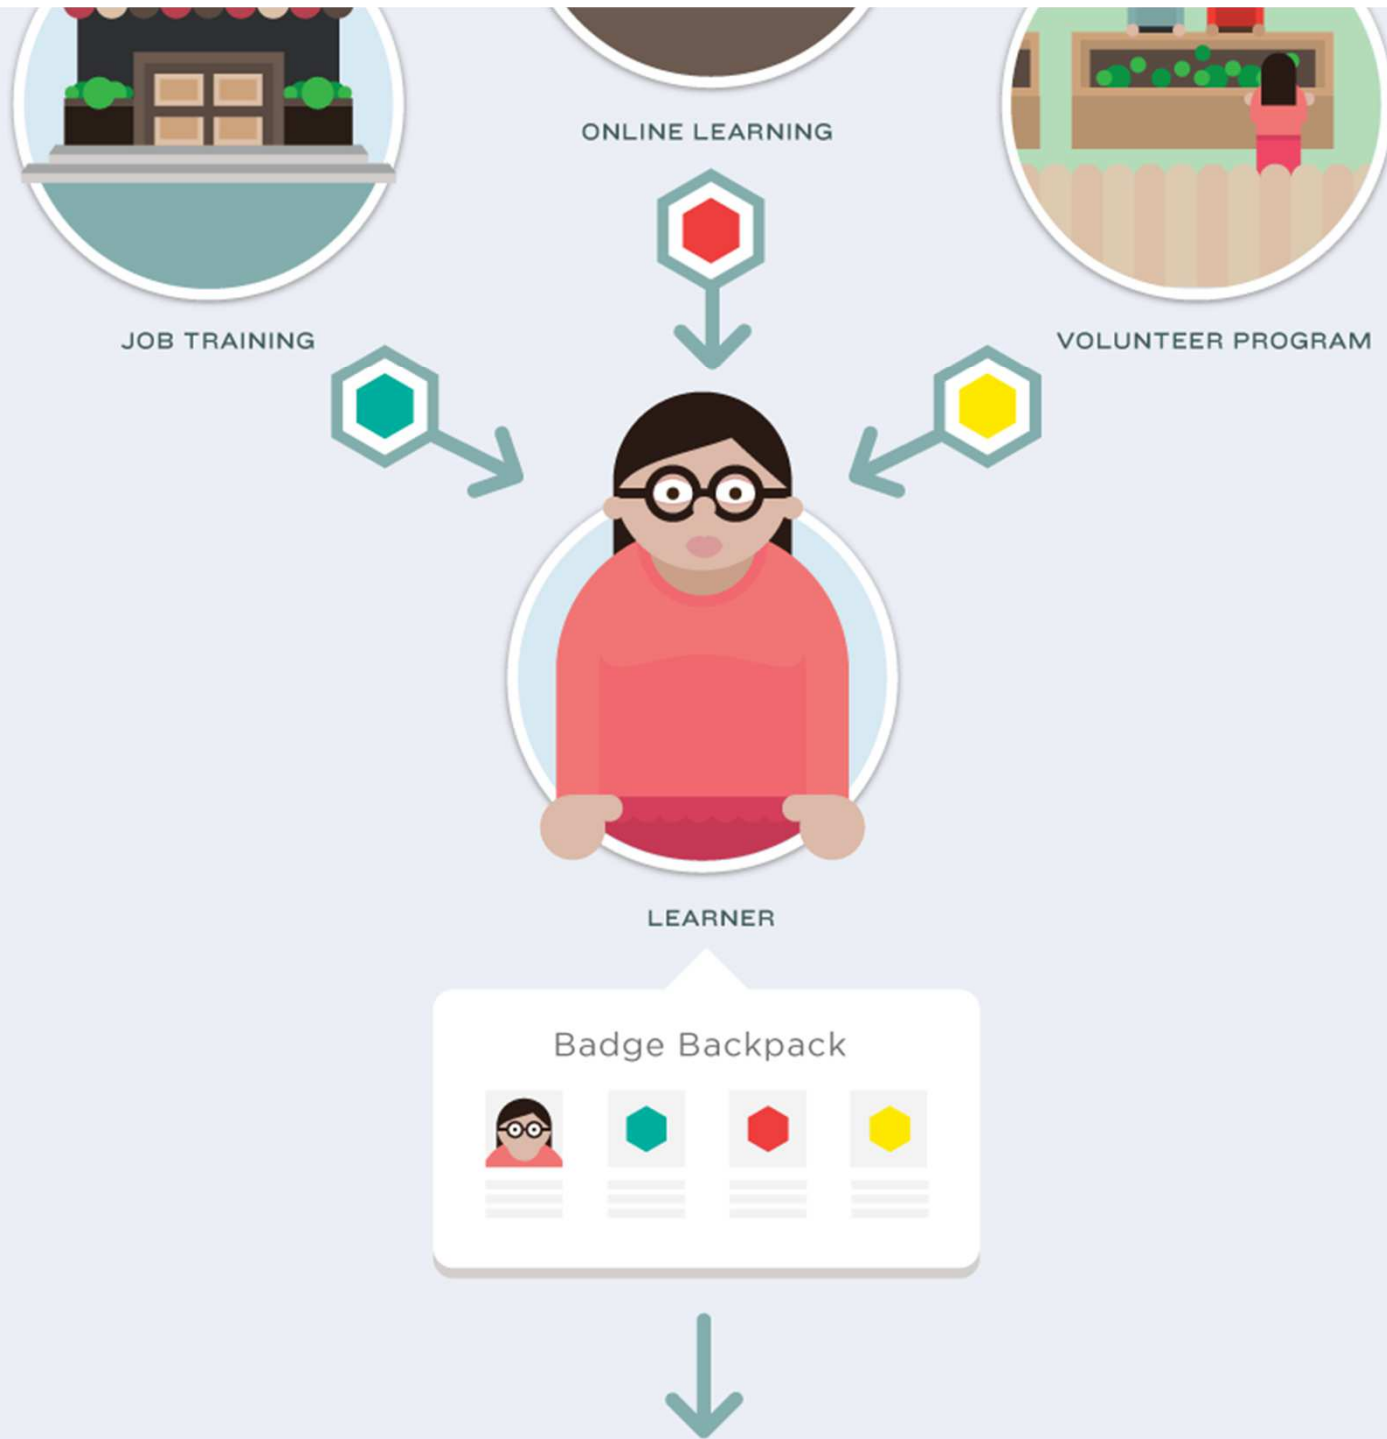 ONLINE LEARNING
JOB TRAINING
VOLUNTEER PROGRAM
LEARNER
Badge Backpack